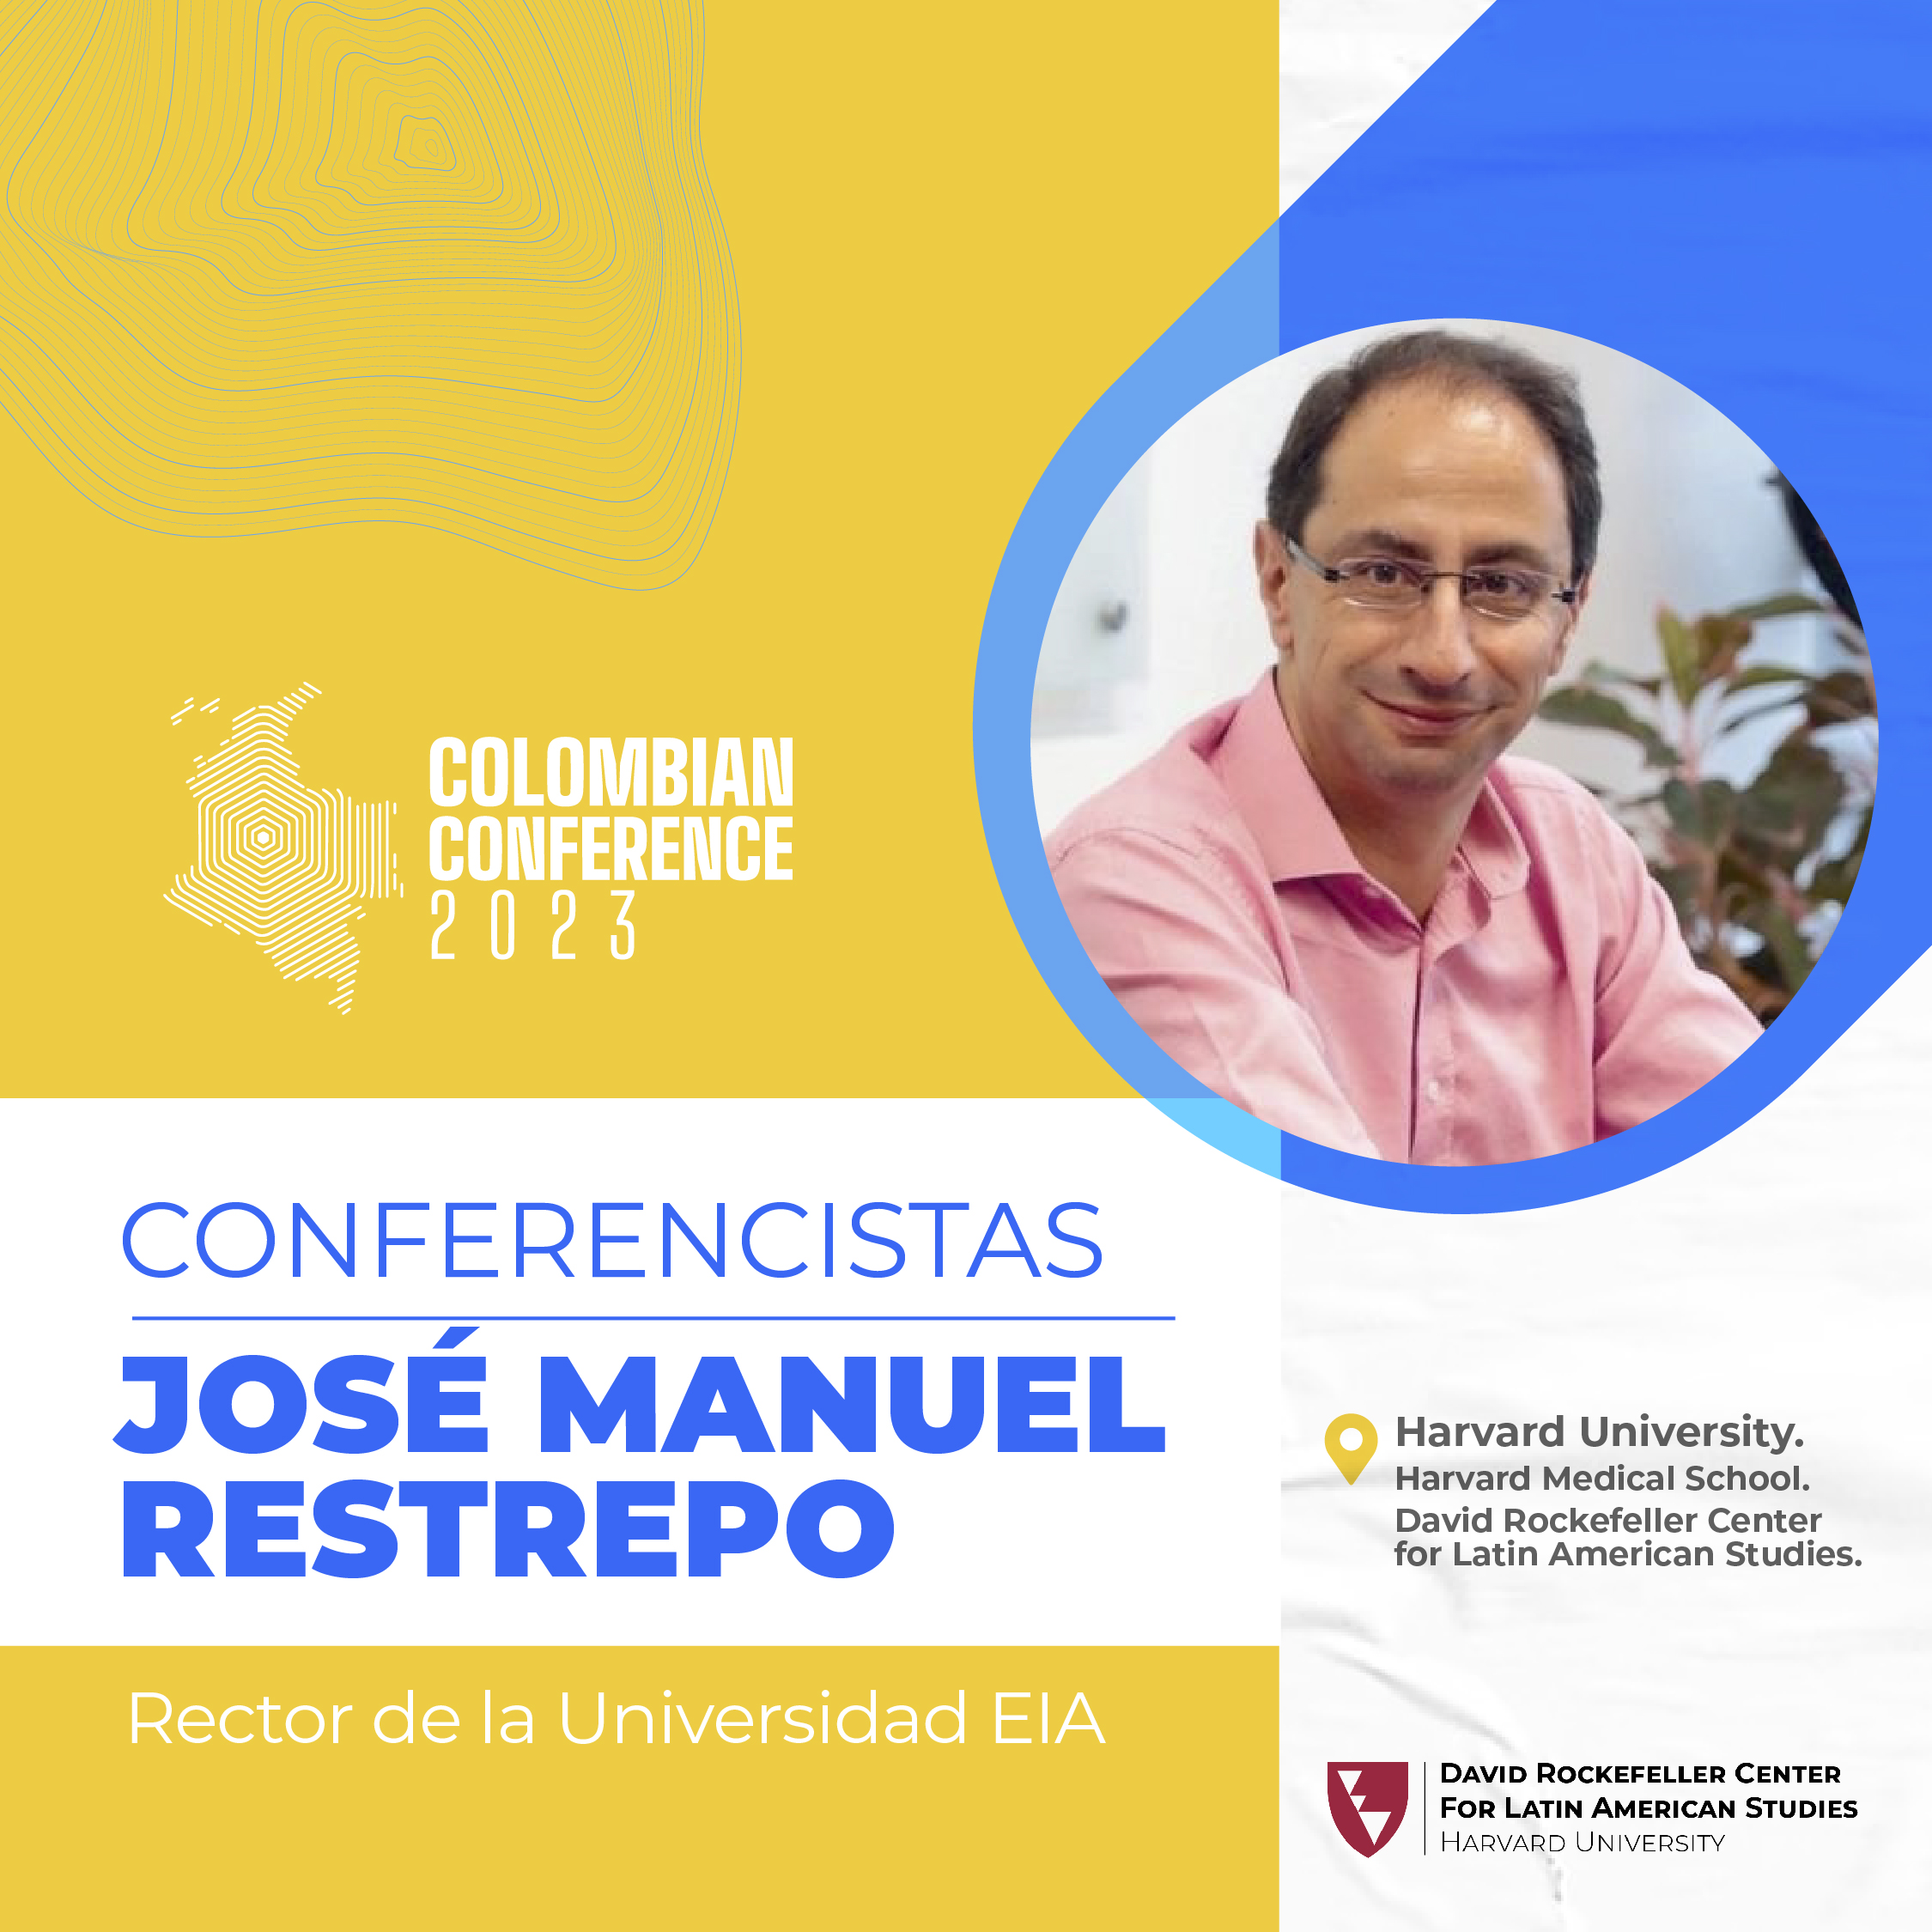 COLOMBIAN
CONFERENCE
2023
CONFERENCISTAS
JOSÉ MANUEL
RESTREPO
Rector de la Universidad EIA
Harvard University.
Harvard Medical School.
David Rockefeller Center
for Latin American Studies.
DAVID ROCKEFELLER CENTER
FOR LATIN AMERICAN STUDIES
HARVARD UNIVERSITY